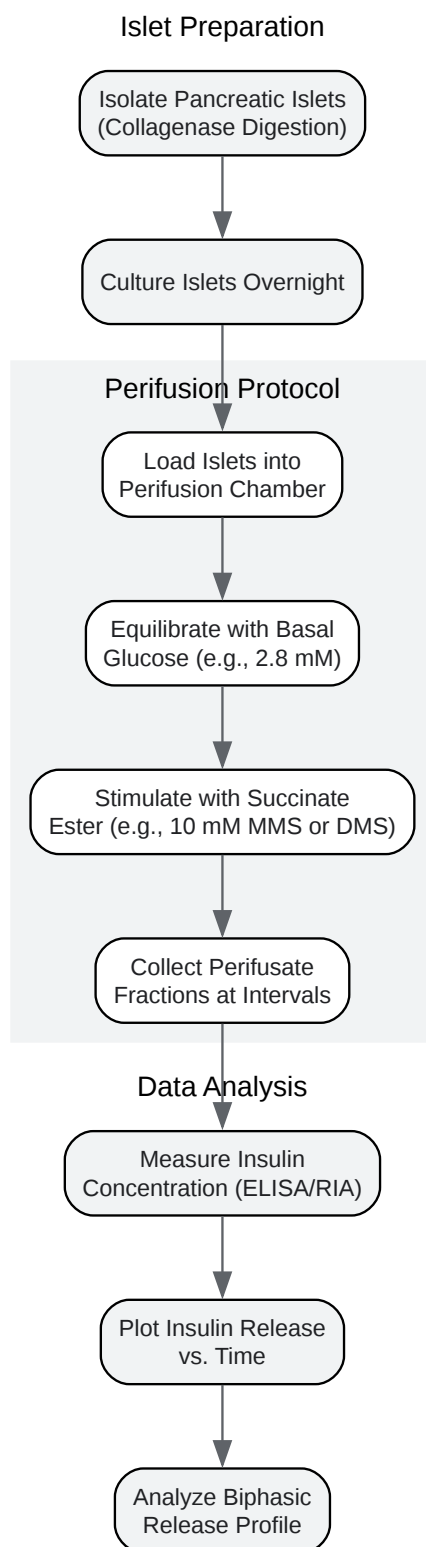 Islet Preparation
Isolate Pancreatic Islets
(Collagenase Digestion)
Culture Islets Overnight
Perifusion Protocol
Load Islets into
Perifusion Chamber
Equilibrate with Basal
Glucose (e.g., 2.8 mM)
Stimulate with Succinate
Ester (e.g., 10 mM MMS or DMS)
Collect Perifusate
Fractions at Intervals
Data Analysis
Measure Insulin
Concentration (ELISA/RIA)
Plot Insulin Release
vs. Time
Analyze Biphasic
Release Profile